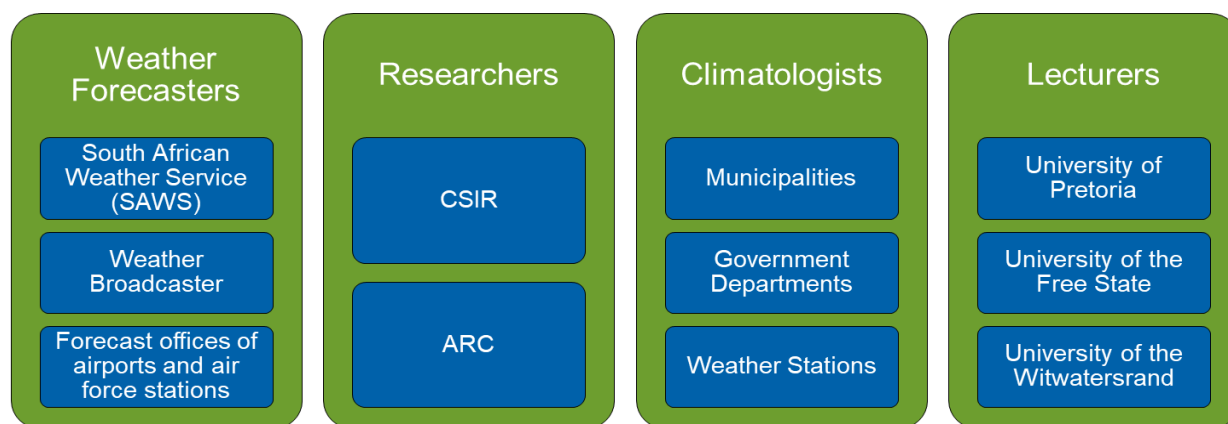 Weather
Forecasters
South African
Weather Service
(SAWS)
Weather
Broadcaster
Forecast offices of
airports and air
force stations
Researchers
CSIR
ARC
Climatologists
Municipalities
Government
Departments
Weather Stations
Lecturers
University of
Pretoria
University of the
Free State
University of the
Witwatersrand